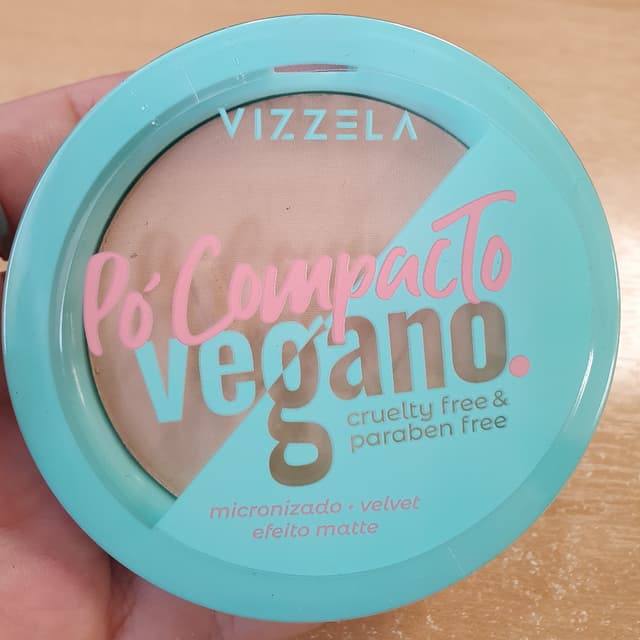 VIZZELA
Pó Compacto
vegano.
cruelty free &
paraben free
micronizado • velvet
efeito matte